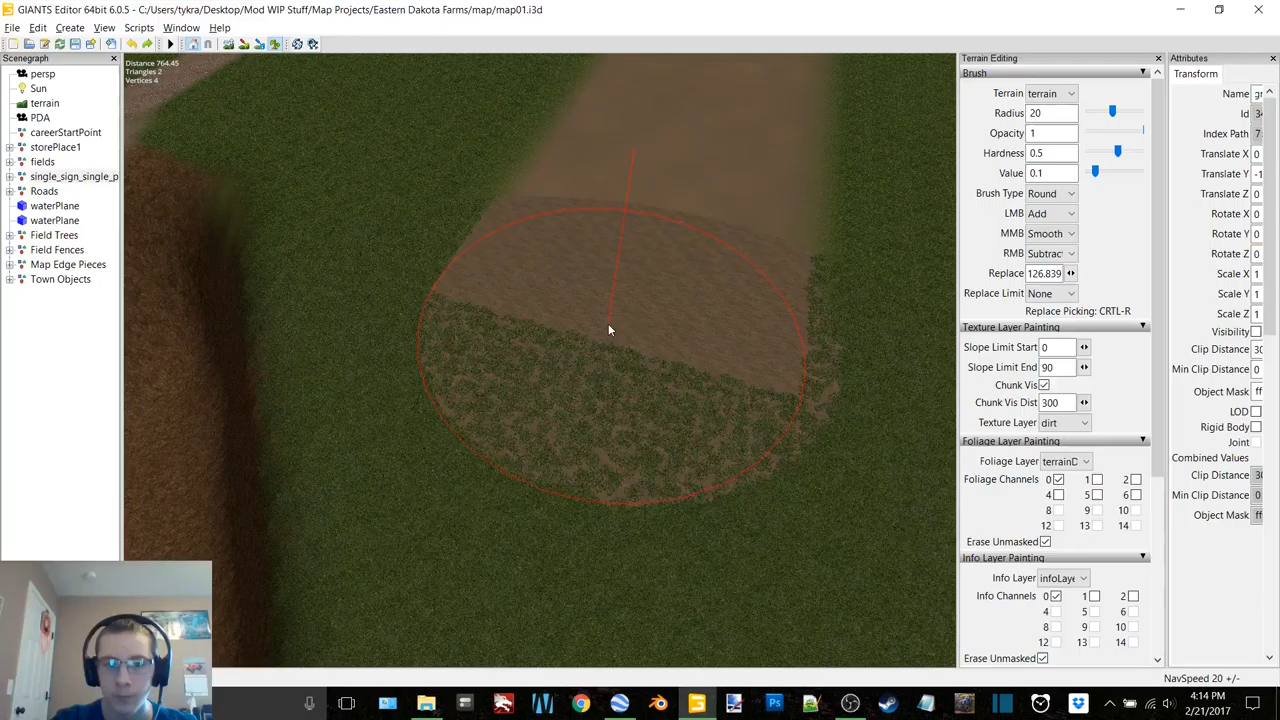 GIANTS Editor 64bit 6.0.5 - C:/Users/tykra/Desktop/Mod WIP Stuff/Map Projects/Eastern Dakota Farms/map/map01.i3d
File Edit Create View Scripts Window Help
Scenegraph
persp
Sun
terrain
PDA
careerStartPoint
storePlace1
fields
single_sign_single_p
Roads
waterPlane
waterPlane
Field Trees
Field Fences
Map Edge Pieces
Town Objects
Distance 764.45
Triangles 2
Vertices 4
Terrain Editing
Brush
Terrain terrain
Radius 20
Opacity 1
Hardness 0.5
Value 0.1
Brush Type Round
LMB Add
MMB Smooth
RMB Subtrac
Replace 126.839
Replace Limit None
Replace Picking: CRTL-R
Texture Layer Painting
Slope Limit Start 0
Slope Limit End 90
Chunk Vis
Chunk Vis Dist 300
Texture Layer dirt
Foliage Layer Painting
Foliage Layer terrainD
Foliage Channels 0 1 2
4 5 6
8 9 10
12 13 14
Erase Unmasked
Info Layer Painting
Info Layer infoLaye
Info Channels 0 1 2
4 5 6
8 9 10
12 13 14
Erase Unmasked
Attributes
Transform
Name gr
Id 34
Index Path 7:
Translate X 0
Translate Y -1
Translate Z 0
Rotate X 0
Rotate Y 0
Rotate Z 0
Scale X 1
Scale Y 1
Scale Z 1
Visibility
Clip Distance 30
Min Clip Distance 0
Object Mask ff
LOD
Rigid Body
Joint
Combined Values
Clip Distance 30
Min Clip Distance 0
Object Mask ff
NavSpeed 20 +/-
4:14 PM
2/21/2017